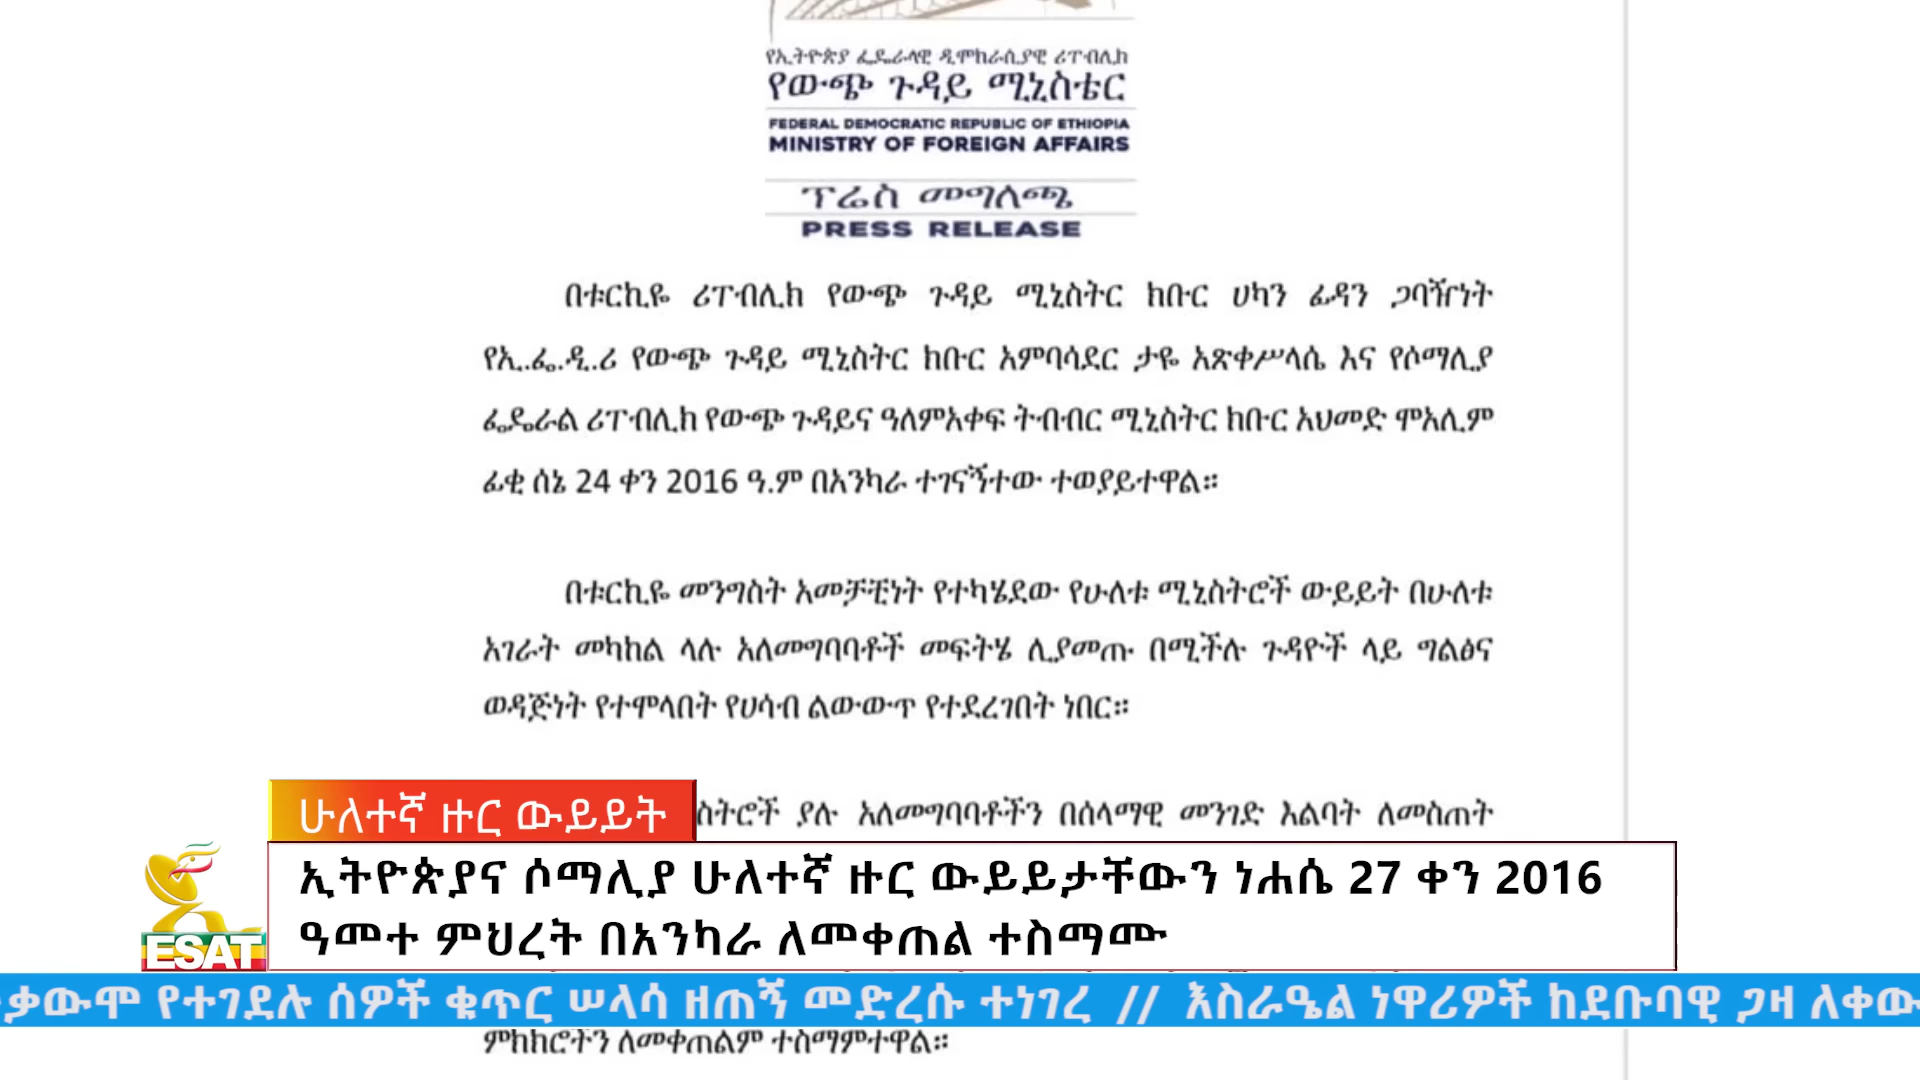 የኢትዮጵያ ፌዴራላዊ ዲሞክራሲያዊ ሪፐብሊክ
የውጭ ጉዳይ ሚኒስቴር
FEDERAL DEMOCRATIC REPUBLIC OF ETHIOPIA
MINISTRY OF FOREIGN AFFAIRS
ፕሬስ መግለጫ
PRESS RELEASE
በቱርኪዬ ሪፐብሊክ የውጭ ጉዳይ ሚኒስትር ክቡር ሀካን ፊዳን ጋባዥነት
የኢ.ፌ.ዲ.ሪ የውጭ ጉዳይ ሚኒስትር ክቡር አምባሳደር ታዬ አጽቀሥላሴ እና የሶማሊያ
ፌዴራል ሪፐብሊክ የውጭ ጉዳይና ዓለምአቀፍ ትብብር ሚኒስትር ክቡር አህመድ ሞአሊም
ፊቂ ሰኔ 24 ቀን 2016 ዓ.ም በአንካራ ተገናኝተው ተወያይተዋል።
በቱርኪዬ መንግስት አመቻቺነት የተካሄደው የሁለቱ ሚኒስትሮች ውይይት በሁለቱ
አገራት መካከል ላሉ አለመግባባቶች መፍትሄ ሊያመጡ በሚችሉ ጉዳዮች ላይ ግልፅና
ወዳጅነት የተሞላበት የሀሳብ ልውውጥ የተደረገበት ነበር።
ስትሮች ያሉ አለመግባባቶችን በሰላማዊ መንገድ እልባት ለመስጠት
ሁለተኛ ዙር ውይይት
ኢትዮጵያና ሶማሊያ ሁለተኛ ዙር ውይይታቸውን ነሐሴ 27 ቀን 2016
ዓመተ ምህረት በአንካራ ለመቀጠል ተስማሙ
ESAT
ቃውሞ የተገደሉ ሰዎች ቁጥር ሠላሳ ዘጠኝ መድረሱ ተነገረ // እስራዔል ነዋሪዎች ከደቡባዊ ጋዛ ለቀው
ምክክሮትን ለመቀጠልም ተስማምተዋል።